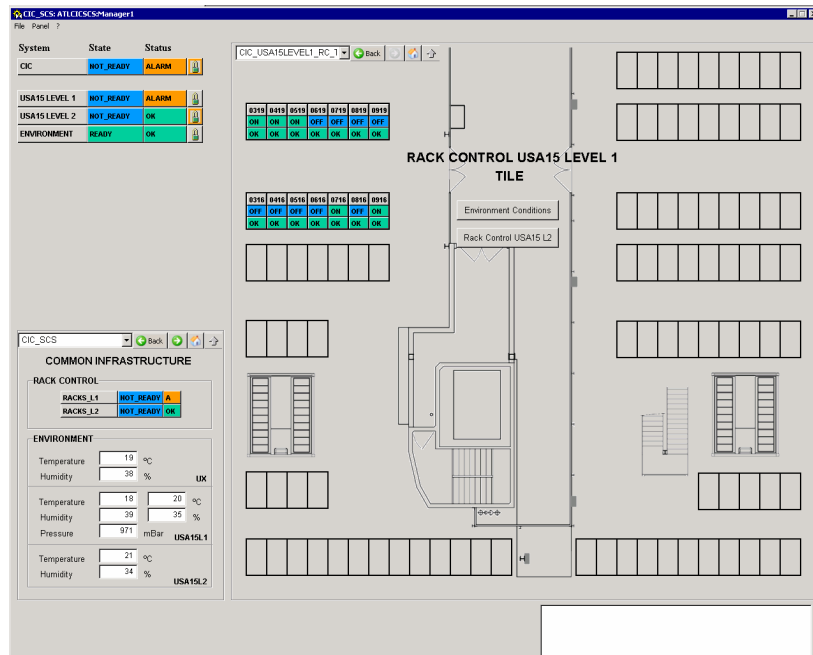 CIC_SCS: ATLCICSCS:Manager1
File Panel ?
System State Status
CIC NOT_READY ALARM
USA15 LEVEL 1 NOT_READY ALARM
USA15 LEVEL 2 NOT_READY OK
ENVIRONMENT READY OK
CIC_USA15LEVEL1_RC_T Back
0319 0419 0519 0619 0719 0819 0919
ON ON ON OFF OFF OFF OFF
OK OK OK OK OK OK OK
RACK CONTROL USA15 LEVEL 1
TILE
0316 0416 0516 0616 0716 0816 0916
OFF OFF OFF OFF ON OFF ON
OK OK OK OK OK OK OK
Environment Conditions
Rack Control USA15 L2
CIC_SCS Back
COMMON INFRASTRUCTURE
RACK CONTROL
RACKS_L1 NOT_READY A
RACKS_L2 NOT_READY OK
ENVIRONMENT
Temperature 19 ºC
Humidity 38 % UX
Temperature 18 20 ºC
Humidity 39 35 %
Pressure 971 mBar USA15L1
Temperature 21 ºC
Humidity 34 % USA15L2